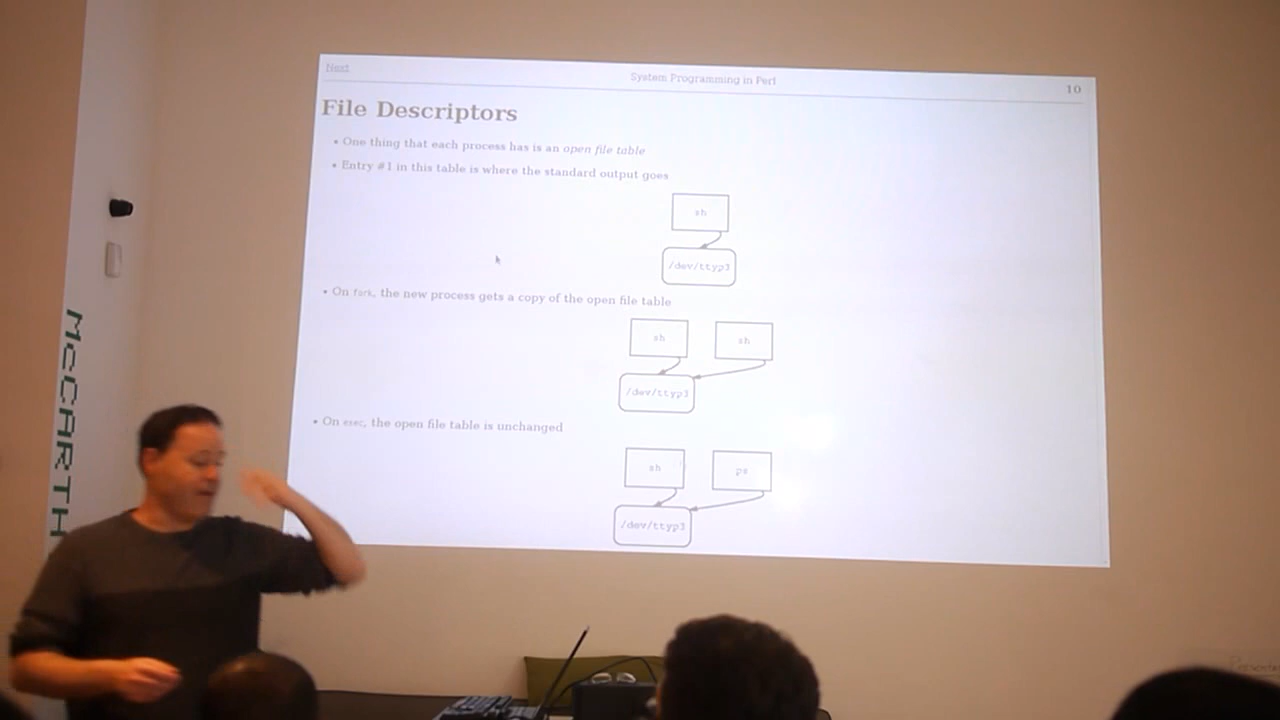 Next
System Programming in Perl
10
File Descriptors
• One thing that each process has is an open file table
• Entry #1 in this table is where the standard output goes
sh
/dev/ttyp3
• On fork, the new process gets a copy of the open file table
sh sh
/dev/ttyp3
• On exec, the open file table is unchanged
sh ps
/dev/ttyp3
MCCARTH